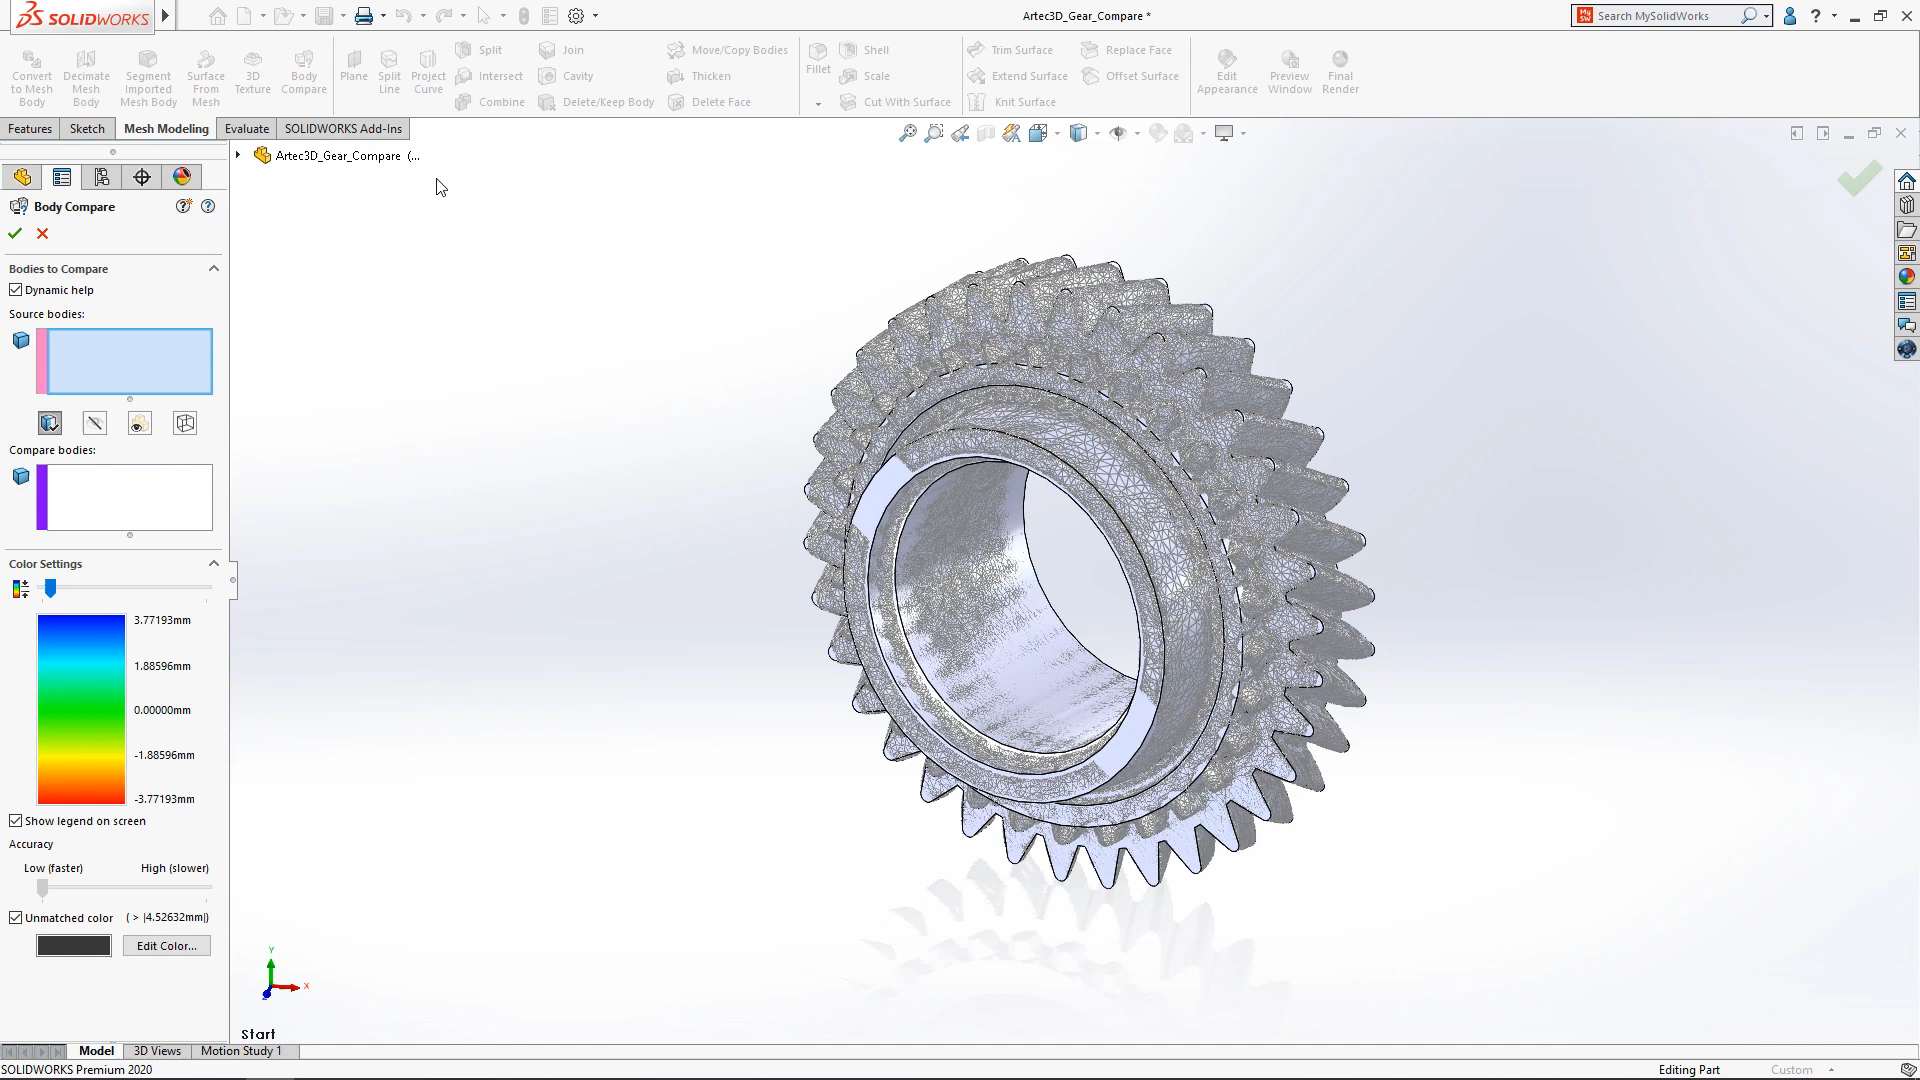 SOLIDWORKS
Artec3D_Gear_Compare *
Search MySolidWorks
Convert to Mesh Body
Decimate Mesh Body
Segment Imported Mesh Body
Surface From Mesh
3D Texture
Body Compare
Plane
Split Line
Project Curve
Split
Intersect
Combine
Join
Cavity
Delete/Keep Body
Move/Copy Bodies
Thicken
Delete Face
Fillet
Shell
Scale
Cut With Surface
Trim Surface
Extend Surface
Knit Surface
Replace Face
Offset Surface
Edit Appearance
Preview Window
Final Render
Features
Sketch
Mesh Modeling
Evaluate
SOLIDWORKS Add-Ins
Artec3D_Gear_Compare (...
Body Compare
Bodies to Compare
Dynamic help
Source bodies:
Compare bodies:
Color Settings
3.77193mm
1.88596mm
0.00000mm
-1.88596mm
-3.77193mm
Show legend on screen
Accuracy
Low (faster)
High (slower)
Unmatched color
( > |4.52632mm|)
Edit Color...
Y
X
Z
Start
Model
3D Views
Motion Study 1
SOLIDWORKS Premium 2020
Editing Part
Custom